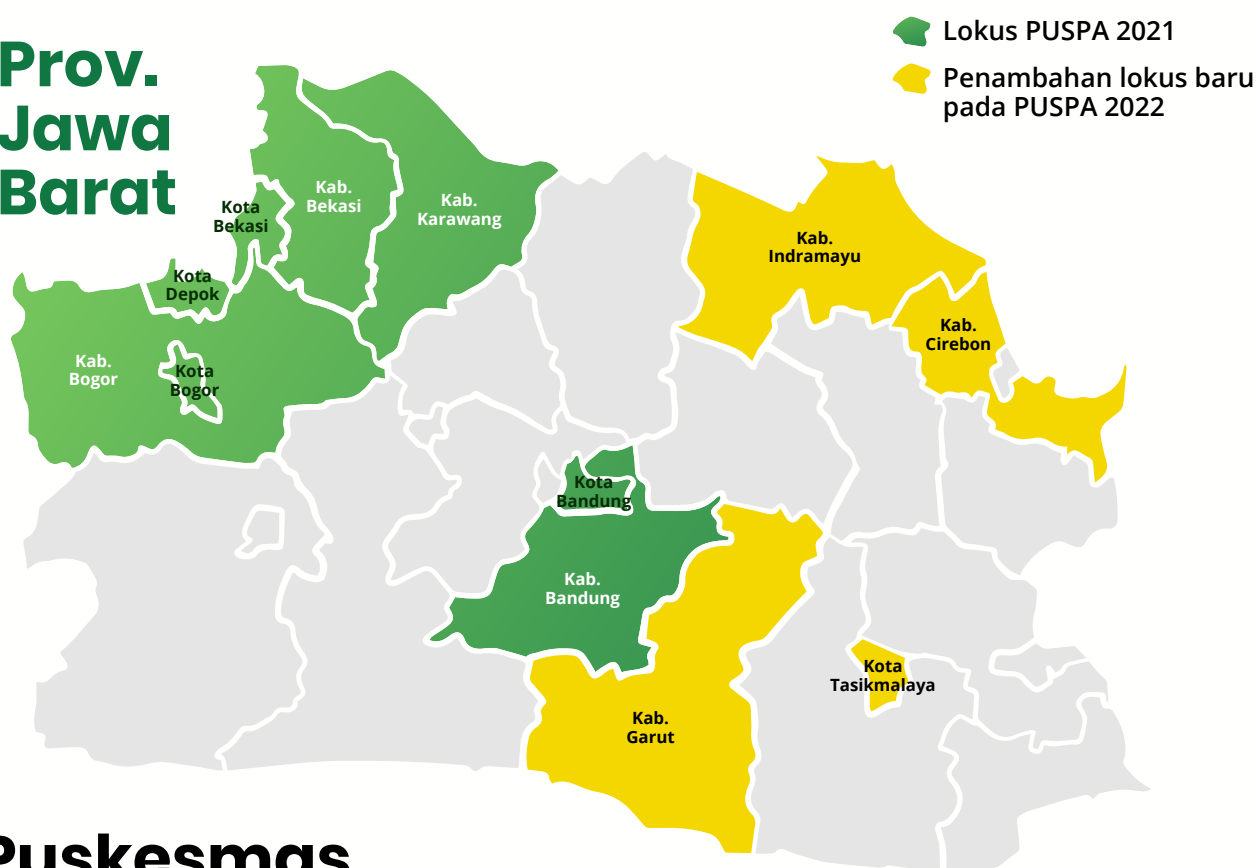 Prov.
Jawa
Barat
Lokus PUSPA 2021
Penambahan lokus baru
pada PUSPA 2022
Kota
Bekasi
Kab.
Bekasi
Kab.
Karawang
Kota
Depok
Kab.
Bogor
Kota
Bogor
Kab.
Indramayu
Kab.
Cirebon
Kota
Bandung
Kab.
Bandung
Kota
Tasikmalaya
Kab.
Garut
Puskesmas